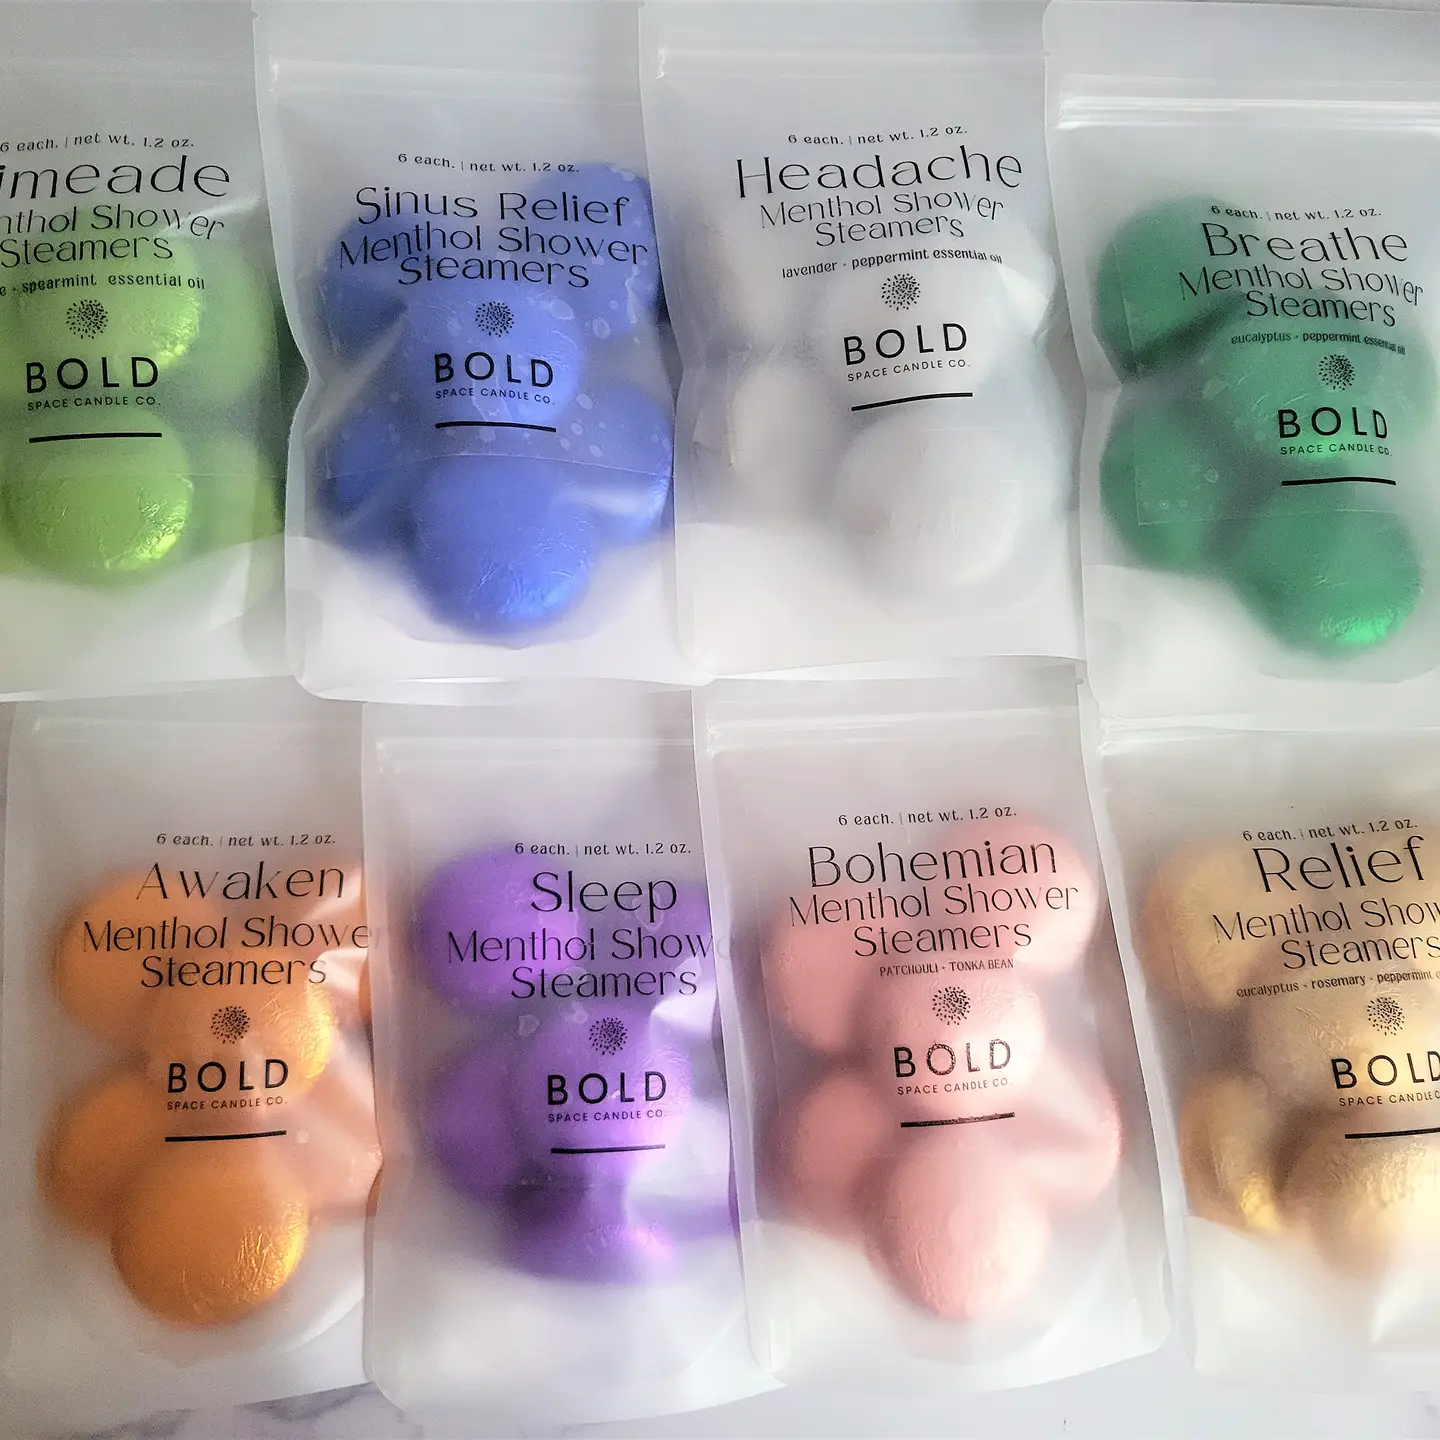 6 each. | net wt. 1.2 oz.
imeade
nthol Shower
Steamers
e · spearmint essential oil
BOLD
SPACE CANDLE CO.
6 each. | net wt. 1.2 oz.
Sinus Relief
Menthol Shower
Steamers
BOLD
SPACE CANDLE CO.
6 each. | net wt. 1.2 oz.
Headache
Menthol Shower
Steamers
lavender · peppermint essential oil
BOLD
SPACE CANDLE CO.
6 each. | net wt. 1.2 oz.
Breathe
Menthol Shower
Steamers
eucalyptus · peppermint essential oil
BOLD
SPACE CANDLE CO.
6 each. | net wt. 1.2 oz.
Awaken
Menthol Showe
Steamers
BOLD
SPACE CANDLE CO.
6 each. | net wt. 1.2 oz.
Sleep
Menthol Show
Steamers
BOLD
SPACE CANDLE CO.
6 each. | net wt. 1.2 oz.
Bohemian
Menthol Shower
Steamers
PATCHOULI · TONKA BEAN
BOLD
SPACE CANDLE CO.
6 each. | net wt. 1.2 oz.
Relief
Menthol Show
Steamers
eucalyptus · rosemary · peppermint
BOLD
SPACE CANDLE C